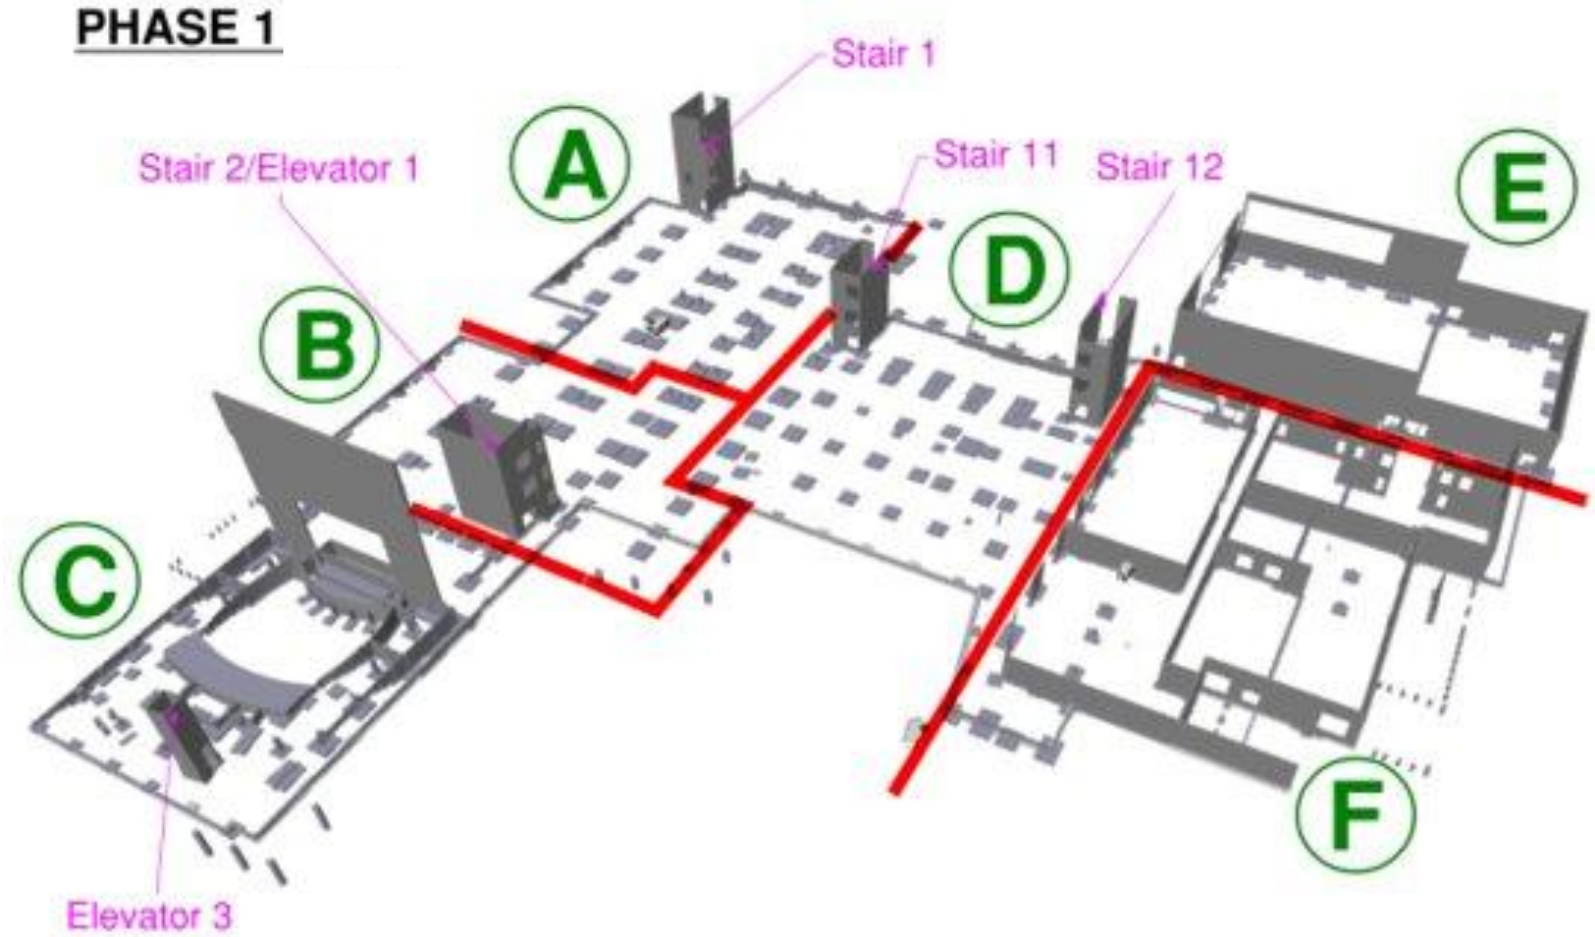 PHASE 1
Stair 1
A
Stair 2/Elevator 1
Stair 11
Stair 12
E
D
B
C
F
Elevator 3